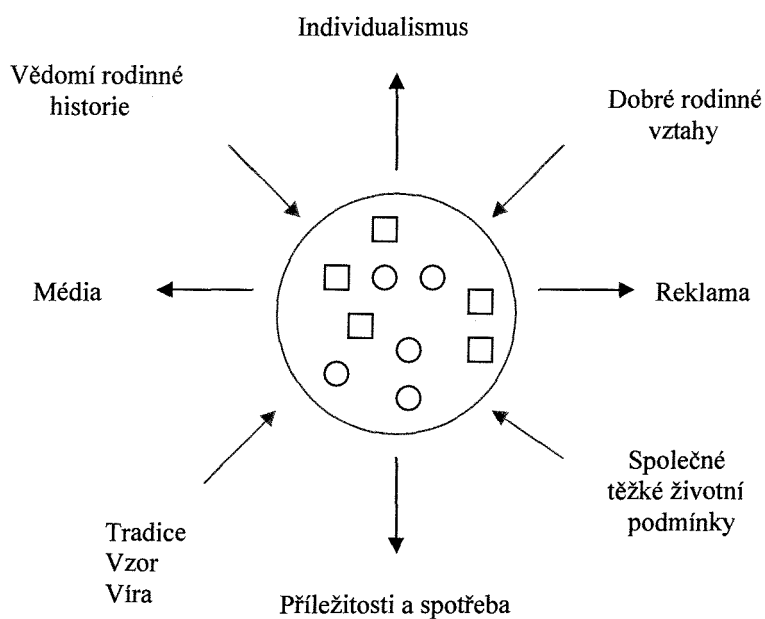 Individualismus
Vědomí rodinné
historie
Dobré rodinné
vztahy
Média
Reklama
Společné
těžké životní
podmínky
Tradice
Vzor
Víra
Příležitosti a spotřeba